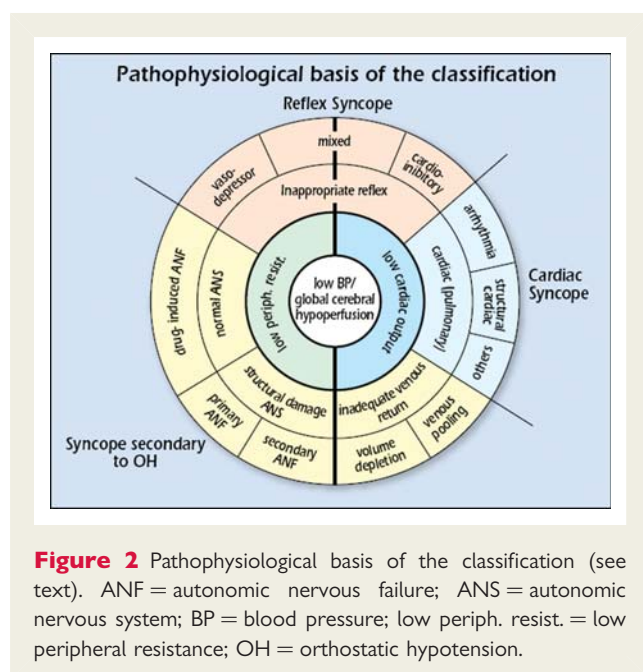 Pathophysiological basis of the classification
Reflex Syncope
mixed
vaso-
depressor
cardio-
inibitory
Inappropriate reflex
arrhythmia
structural
cardiac
others
cardiac (pulmonary)
Cardiac
Syncope
drug- induced ANF
normal ANS
low periph. resist.
low cardiac output
low BP/
global cerebral
hypoperfusion
structural damage
ANS
inadequate venous
return
primary
ANF
secondary
ANF
volume
depletion
venous
pooling
Syncope secondary
to OH
Figure 2 Pathophysiological basis of the classification (see
text). ANF = autonomic nervous failure; ANS = autonomic
nervous system; BP = blood pressure; low periph. resist. = low
peripheral resistance; OH = orthostatic hypotension.